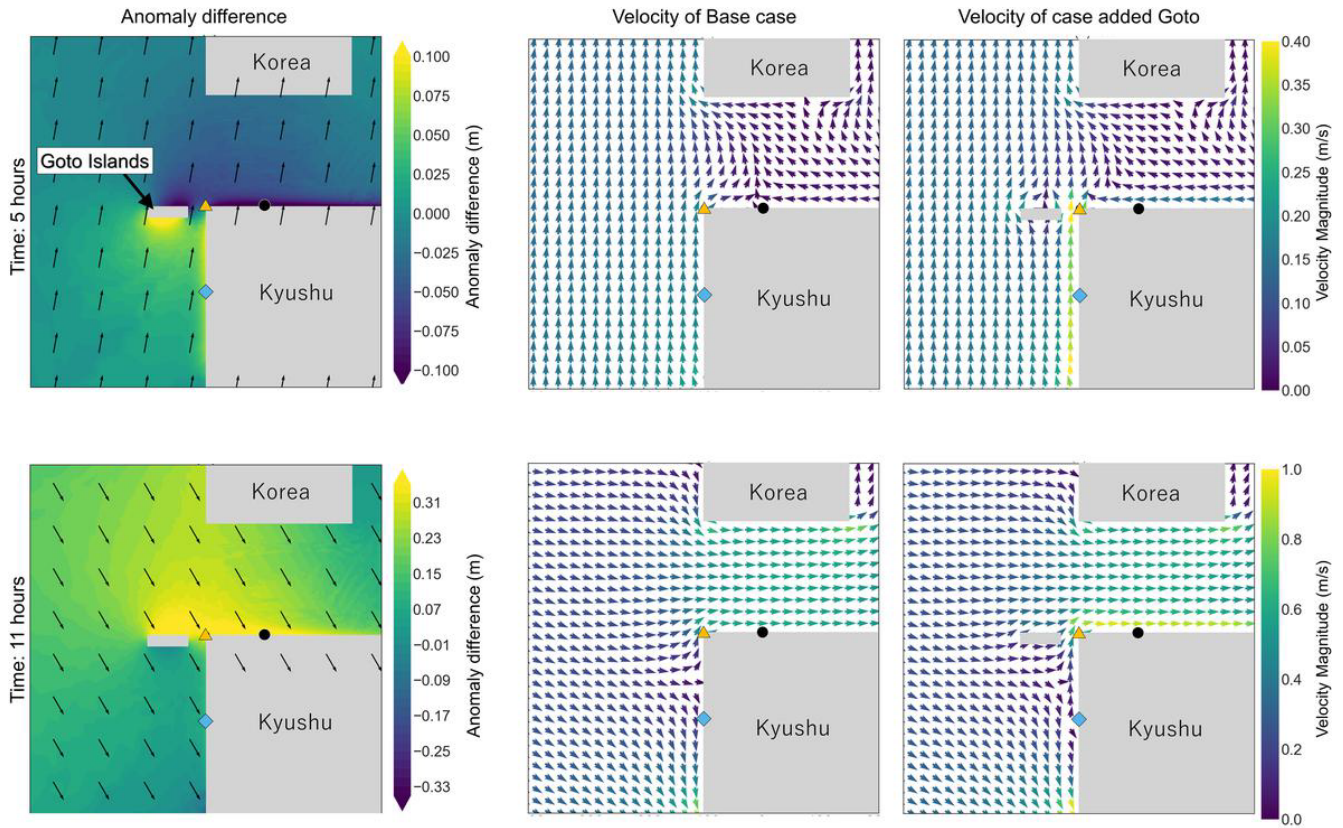 Anomaly difference
Velocity of Base case
Velocity of case added Goto
Time: 5 hours
Korea
Goto Islands
Kyushu
0.100
0.075
0.050
0.025
0.000
−0.025
−0.050
−0.075
−0.100
Anomaly difference (m)
Korea
Kyushu
Korea
Kyushu
0.40
0.35
0.30
0.25
0.20
0.15
0.10
0.05
0.00
Velocity Magnitude (m/s)
Time: 11 hours
Korea
Kyushu
0.31
0.23
0.15
0.07
−0.01
−0.09
−0.17
−0.25
−0.33
Anomaly difference (m)
Korea
Kyushu
Korea
Kyushu
1.0
0.8
0.6
0.4
0.2
0.0
Velocity Magnitude (m/s)